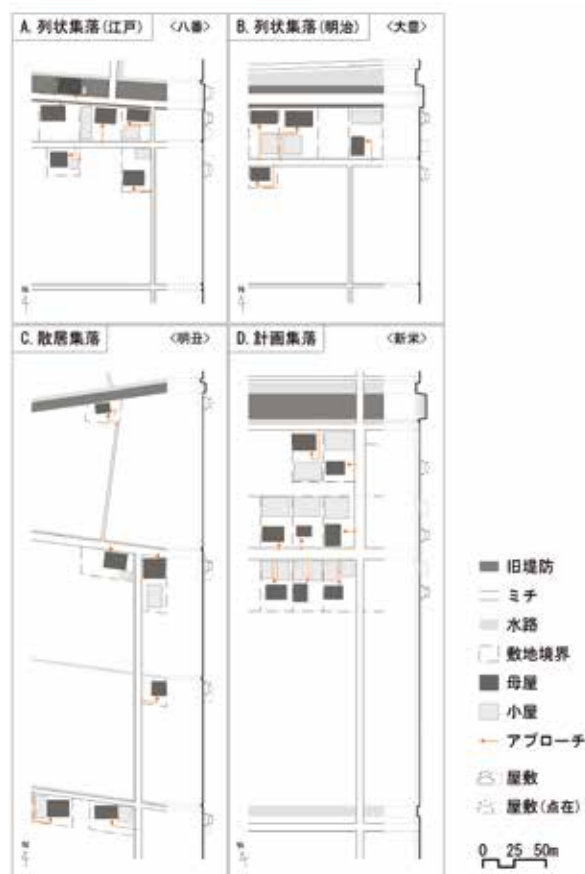 A. 列状集落(江戸) <八番>
B. 列状集落(明治) <大豊>
C. 散居集落 <明丑>
D. 計画集落 <新栄>
旧堤防
ミチ
水路
敷地境界
母屋
小屋
アプローチ
屋敷
屋敷(点在)
0 25 50m